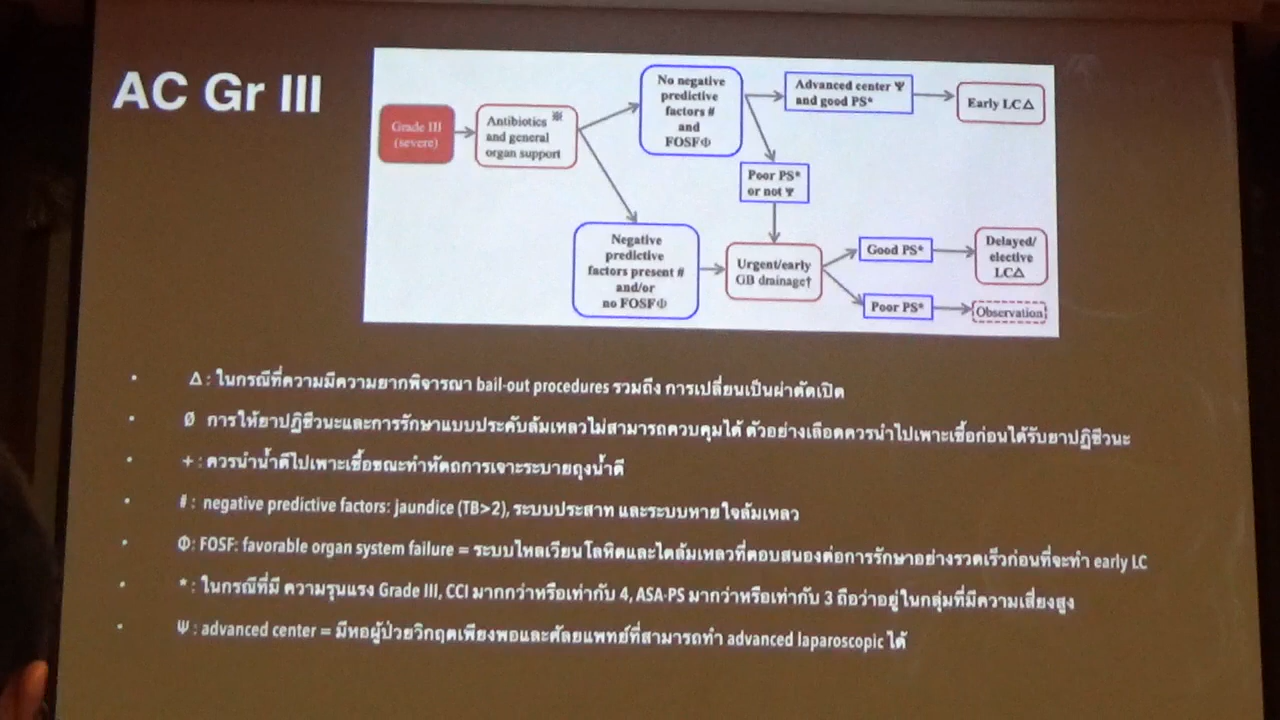 AC Gr III
Grade III
(severe)
Antibiotics ※
and general
organ support
No negative
predictive
factors #
and
FOSFΦ
Advanced center Ψ
and good PS*
Early LCΔ
Poor PS*
or not Ψ
Negative
predictive
factors present #
and/or
no FOSFΦ
Urgent/early
GB drainage†
Good PS*
Delayed/
elective
LCΔ
Poor PS*
Observation
• Δ : ในกรณีที่ความมีความยากพิจารณา bail-out procedures รวมถึง การเปลี่ยนเป็นผ่าตัดเปิด
• Ø การให้ยาปฏิชีวนะและการรักษาแบบประคับล้มเหลวไม่สามารถควบคุมได้ ตัวอย่างเลือดควรนำไปเพาะเชื้อก่อนได้รับยาปฏิชีวนะ
• + : ควรนำน้ำดีไปเพาะเชื้อขณะทำหัตถการเจาะระบายถุงน้ำดี
• # : negative predictive factors: jaundice (TB>2), ระบบประสาท และระบบหายใจล้มเหลว
• Φ: FOSF: favorable organ system failure = ระบบไหลเวียนโลหิตและไตล้มเหลวที่ตอบสนองต่อการรักษาอย่างรวดเร็วก่อนที่จะทำ early LC
• * : ในกรณีที่มี ความรุนแรง Grade III, CCI มากกว่าหรือเท่ากับ 4, ASA-PS มากว่าหรือเท่ากับ 3 ถือว่าอยู่ในกลุ่มที่มีความเสี่ยงสูง
• Ψ : advanced center = มีหอผู้ป่วยวิกฤตเพียงพอและศัลยแพทย์ที่สามารถทำ advanced laparoscopic ได้